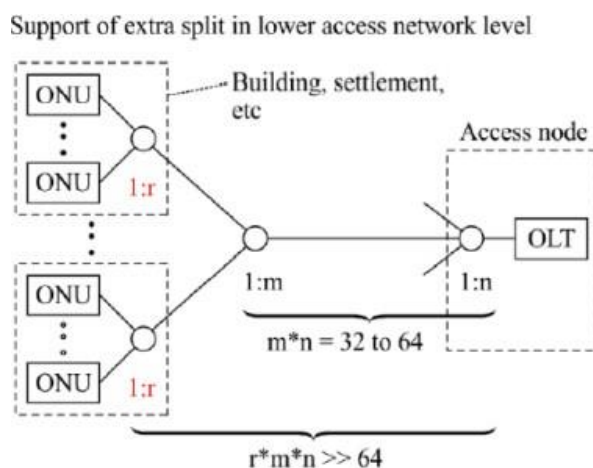 Support of extra split in lower access network level
ONU
Building, settlement,
etc
ONU
1:r
Access node
OLT
1:m
1:n
ONU
m*n = 32 to 64
ONU
1:r
r*m*n >> 64